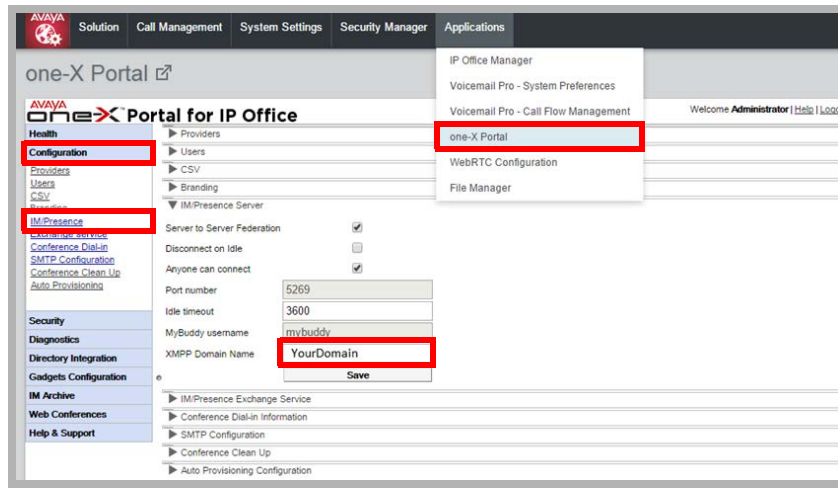 AVAYA
Solution Call Management System Settings Security Manager Applications
one-X Portal
IP Office Manager
Voicemail Pro - System Preferences
Voicemail Pro - Call Flow Management
one-X Portal
WebRTC Configuration
File Manager
AVAYA
one-X Portal for IP Office
Welcome Administrator | Help | Logo
Health
Configuration
Providers
Users
CSV
Branding
IM/Presence
Exchange service
Conference Dial-in
SMTP Configuration
Conference Clean Up
Auto Provisioning
Security
Diagnostics
Directory Integration
Gadgets Configuration
IM Archive
Web Conferences
Help & Support
Providers
Users
CSV
Branding
IM/Presence Server
Server to Server Federation
Disconnect on Idle
Anyone can connect
Port number 5269
Idle timeout 3600
MyBuddy username mybuddy
XMPP Domain Name YourDomain
e Save
IM/Presence Exchange Service
Conference Dial-in Information
SMTP Configuration
Conference Clean Up
Auto Provisioning Configuration